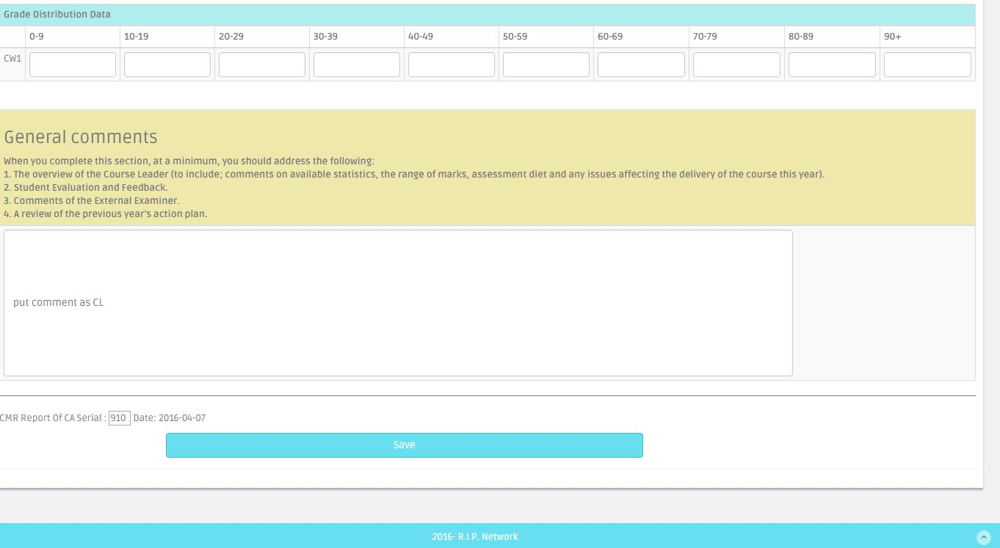 Grade Distribution Data
0-9 10-19 20-29 30-39 40-49 50-59 60-69 70-79 80-89 90+
CW1
General comments
When you complete this section, at a minimum, you should address the following:
1. The overview of the Course Leader (to include; comments on available statistics, the range of marks, assessment diet and any issues affecting the delivery of the course this year).
2. Student Evaluation and Feedback.
3. Comments of the External Examiner.
4. A review of the previous year's action plan.
put comment as CL
CMR Report Of CA Serial : 910 Date: 2016-04-07
Save
2016- R.I.P. Network